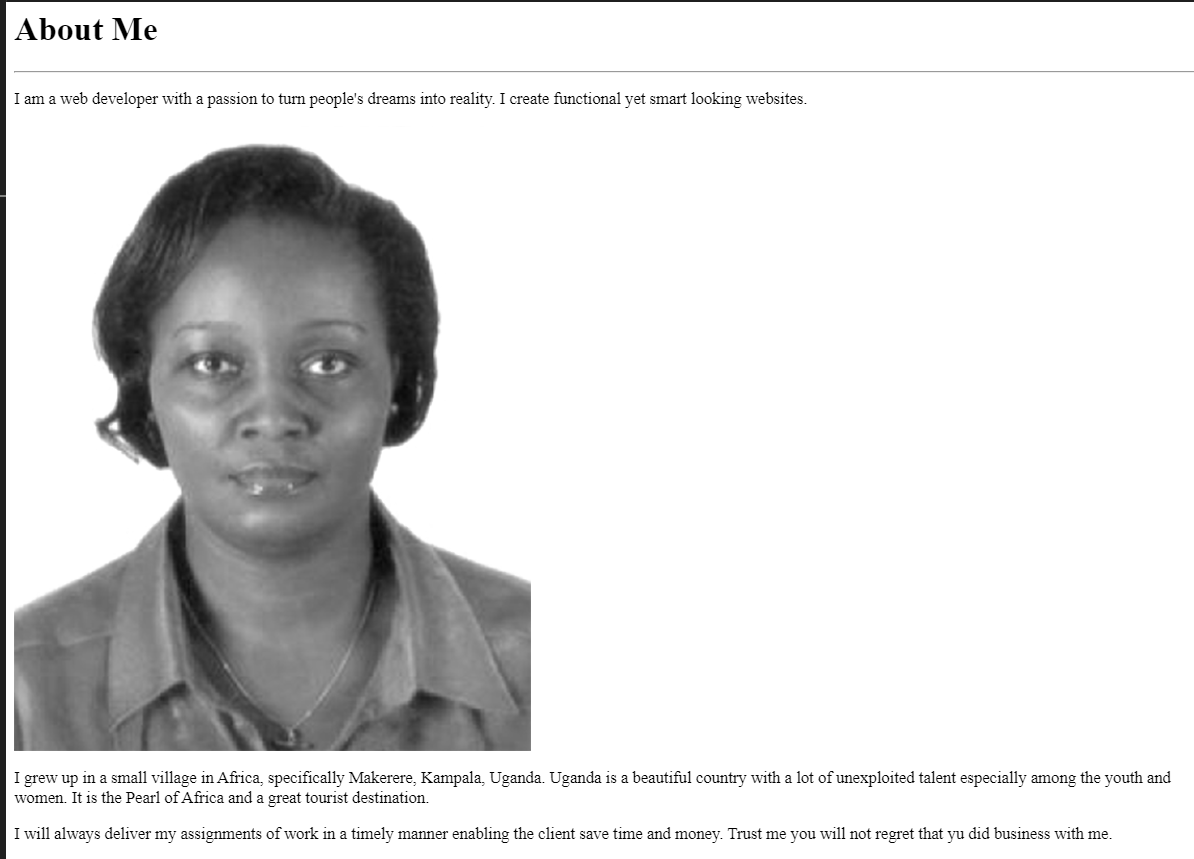 About Me
I am a web developer with a passion to turn people's dreams into reality. I create functional yet smart looking websites.
I grew up in a small village in Africa, specifically Makerere, Kampala, Uganda. Uganda is a beautiful country with a lot of unexploited talent especially among the youth and
women. It is the Pearl of Africa and a great tourist destination.
I will always deliver my assignments of work in a timely manner enabling the client save time and money. Trust me you will not regret that yu did business with me.